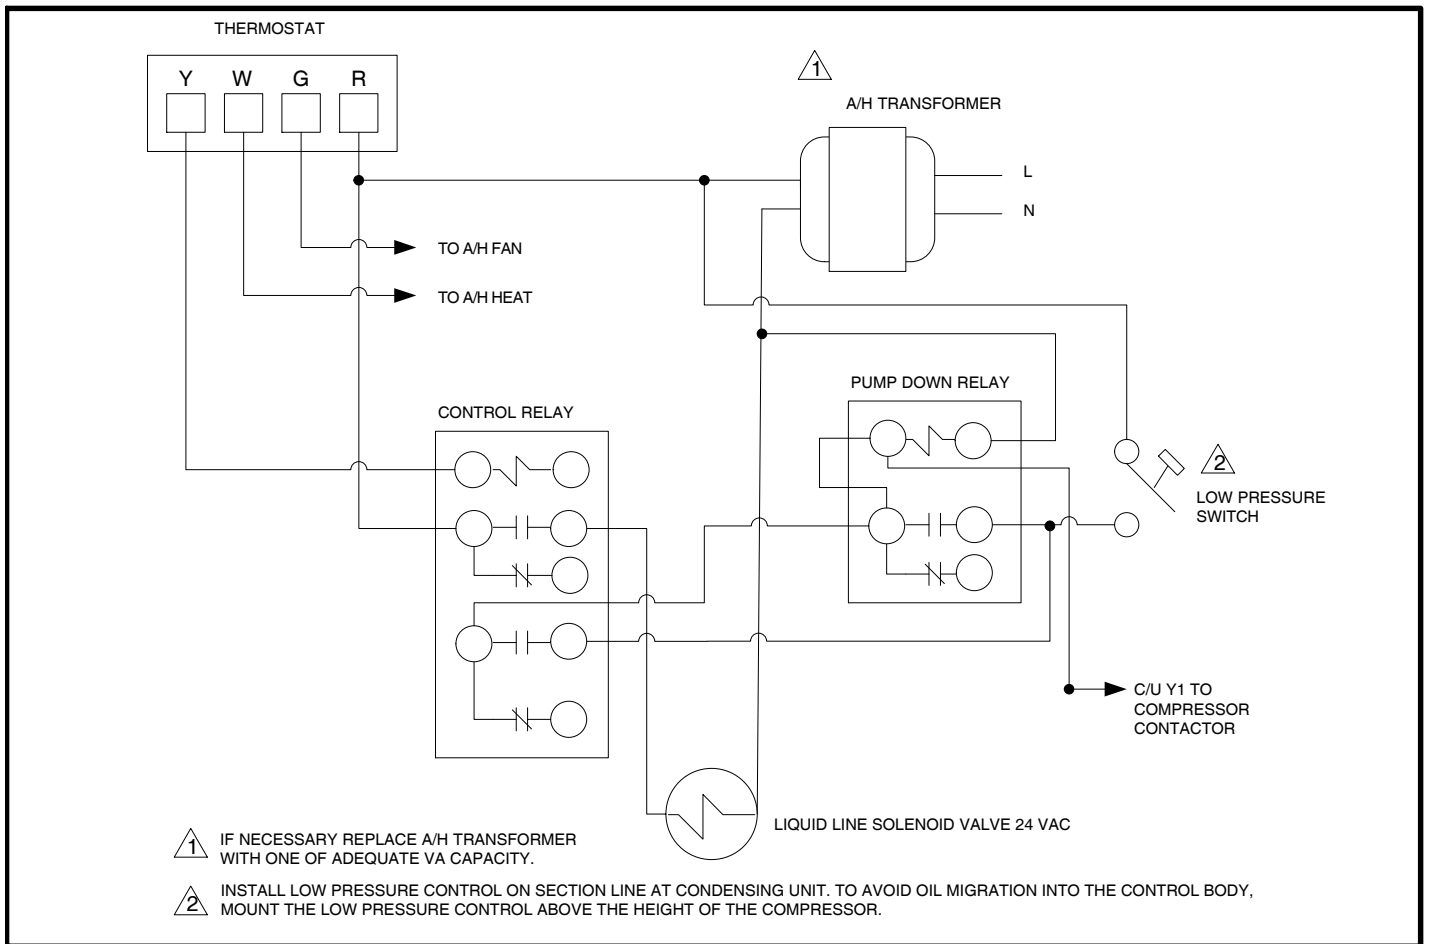 THERMOSTAT
Y W G R
1
A/H TRANSFORMER
L
N
TO A/H FAN
TO A/H HEAT
PUMP DOWN RELAY
CONTROL RELAY
2
LOW PRESSURE
SWITCH
C/U Y1 TO
COMPRESSOR
CONTACTOR
LIQUID LINE SOLENOID VALVE 24 VAC
1 IF NECESSARY REPLACE A/H TRANSFORMER
WITH ONE OF ADEQUATE VA CAPACITY.
2 INSTALL LOW PRESSURE CONTROL ON SECTION LINE AT CONDENSING UNIT. TO AVOID OIL MIGRATION INTO THE CONTROL BODY,
MOUNT THE LOW PRESSURE CONTROL ABOVE THE HEIGHT OF THE COMPRESSOR.